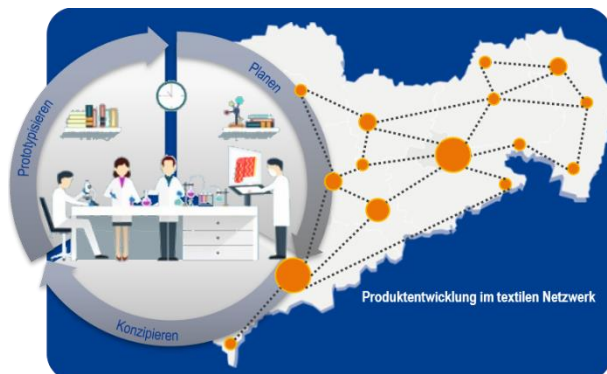 Prototypisieren
Planen
Konzipieren
Produktentwicklung im textilen Netzwerk